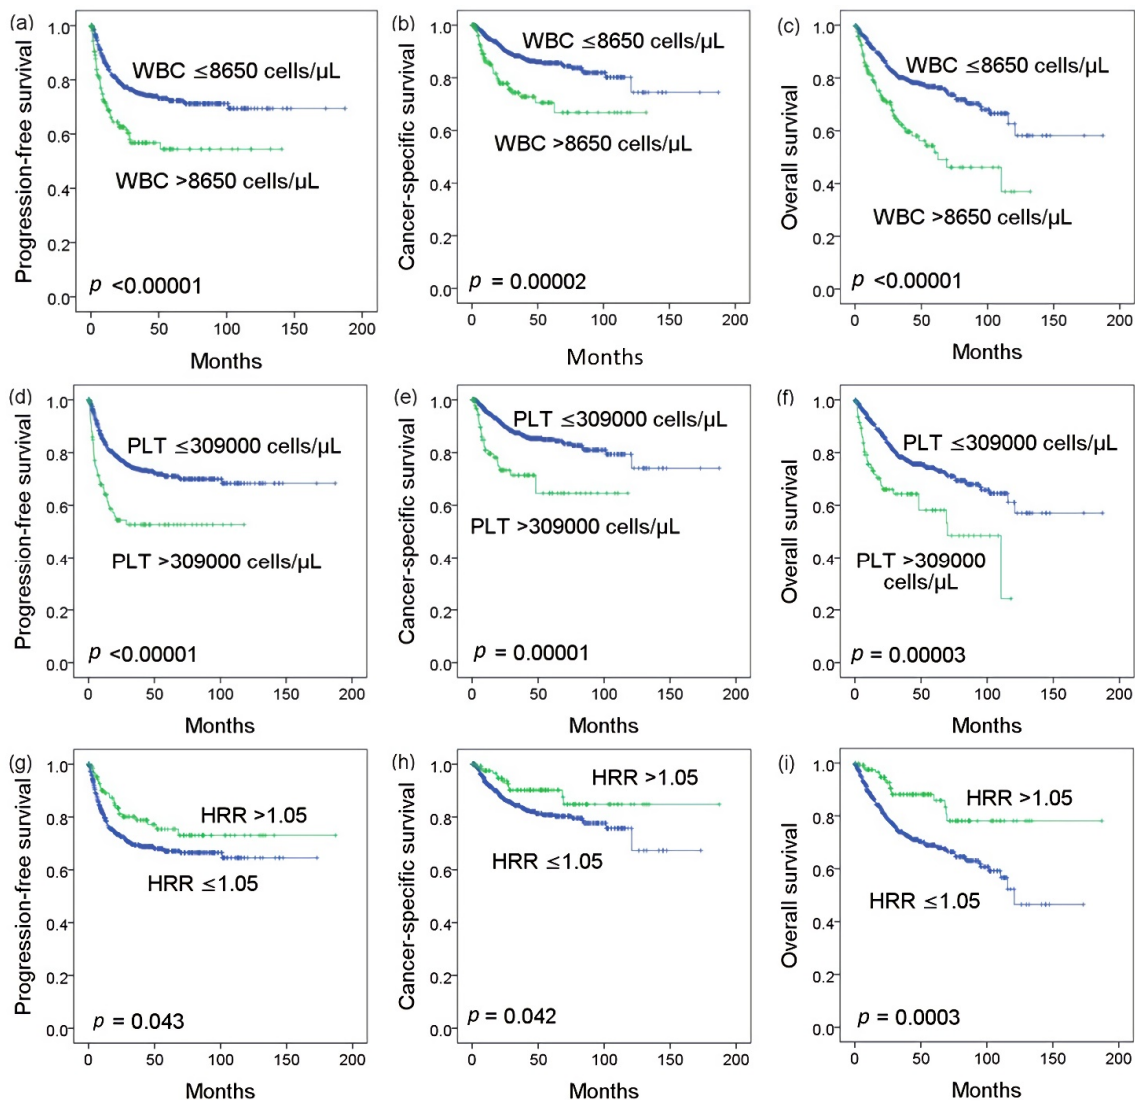 (a)
Progression-free survival
1.0
0.8
0.6
0.4
0.2
0.0
WBC ≤8650 cells/µL
WBC >8650 cells/µL
p <0.00001
0 50 100 150 200
Months
(b)
Cancer-specific survival
1.0
0.8
0.6
0.4
0.2
0.0
WBC ≤8650 cells/µL
WBC >8650 cells/µL
p = 0.00002
0 50 100 150 200
Months
(c)
Overall survival
1.0
0.8
0.6
0.4
0.2
0.0
WBC ≤8650 cells/µL
WBC >8650 cells/µL
p <0.00001
0 50 100 150 200
Months
(d)
Progression-free survival
1.0
0.8
0.6
0.4
0.2
0.0
PLT ≤309000 cells/µL
PLT >309000 cells/µL
p <0.00001
0 50 100 150 200
Months
(e)
Cancer-specific survival
1.0
0.8
0.6
0.4
0.2
0.0
PLT ≤309000 cells/µL
PLT >309000 cells/µL
p = 0.00001
0 50 100 150 200
Months
(f)
Overall survival
1.0
0.8
0.6
0.4
0.2
0.0
PLT ≤309000 cells/µL
PLT >309000
cells/µL
p = 0.00003
0 50 100 150 200
Months
(g)
Progression-free survival
1.0
0.8
0.6
0.4
0.2
0.0
HRR >1.05
HRR ≤1.05
p = 0.043
0 50 100 150 200
Months
(h)
Cancer-specific survival
1.0
0.8
0.6
0.4
0.2
0.0
HRR >1.05
HRR ≤1.05
p = 0.042
0 50 100 150 200
Months
(i)
Overall survival
1.0
0.8
0.6
0.4
0.2
0.0
HRR >1.05
HRR ≤1.05
p = 0.0003
0 50 100 150 200
Months